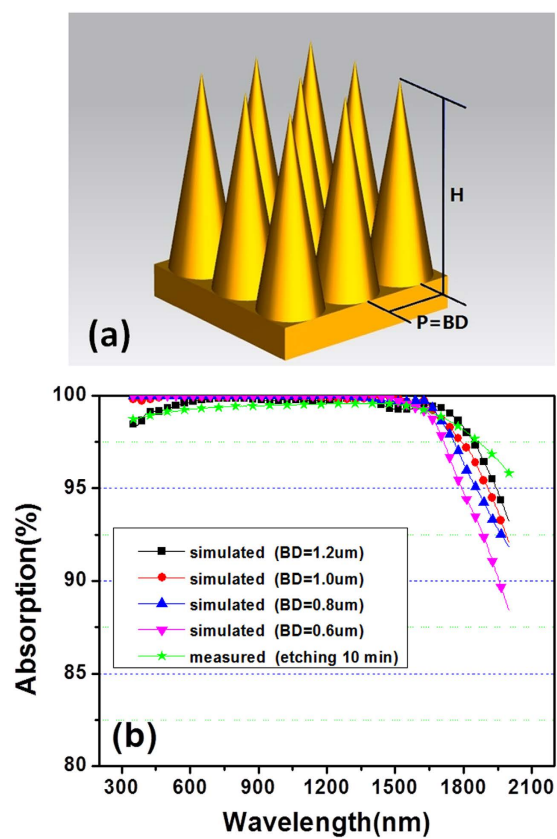 H
P=BD
(a)
100
95
90
85
80
Absorption(%)
simulated (BD=1.2um)
simulated (BD=1.0um)
simulated (BD=0.8um)
simulated (BD=0.6um)
measured (etching 10 min)
(b)
300 600 900 1200 1500 1800 2100
Wavelength(nm)